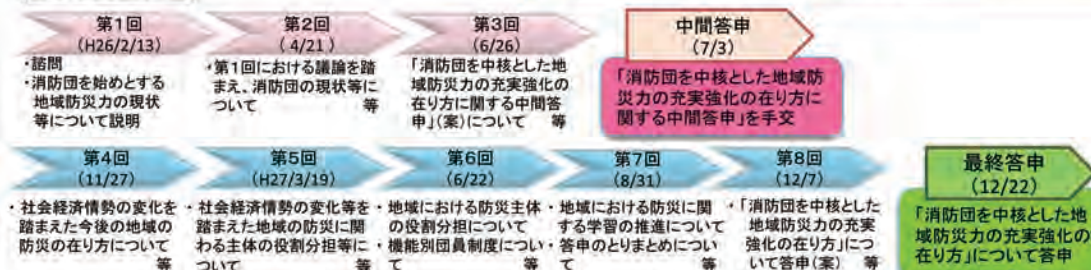 第1回
(H26/2/13)
・諮問
・消防団を始めとする
地域防災力の現状
等について説明
第2回
( 4/21)
・第1回における議論を踏
まえ、消防団の現状等に
ついて 等
第3回
(6/26)
「消防団を中核とした地
域防災力の充実強化の
在り方に関する中間答
申」(案)について 等
中間答申
(7/3)
「消防団を中核とした地域防
災力の充実強化の在り方に
関する中間答申」を手交
第4回
(11/27)
・社会経済情勢の変化を
踏まえた今後の地域の
防災の在り方について
等
第5回
(H27/3/19)
・社会経済情勢の変化等を
踏まえた地域の防災に関
わる主体の役割分担等に
ついて 等
第6回
(6/22)
・地域における防災主体
の役割分担について
・機能別団員制度につい
て 等
第7回
(8/31)
・地域における防災に関
する学習の推進について
・答申のとりまとめについ
て 等
第8回
(12/7)
・「消防団を中核とした
地域防災力の充実
強化の在り方」につ
いて答申(案) 等
最終答申
(12/22)
「消防団を中核とした地
域防災力の充実強化の
在り方」について答申